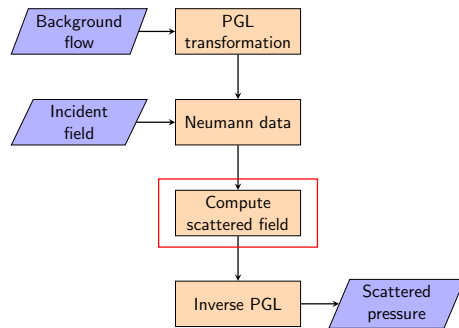 Background
flow
PGL
transformation
Incident
field
Neumann data
Compute
scattered field
Inverse PGL
Scattered
pressure